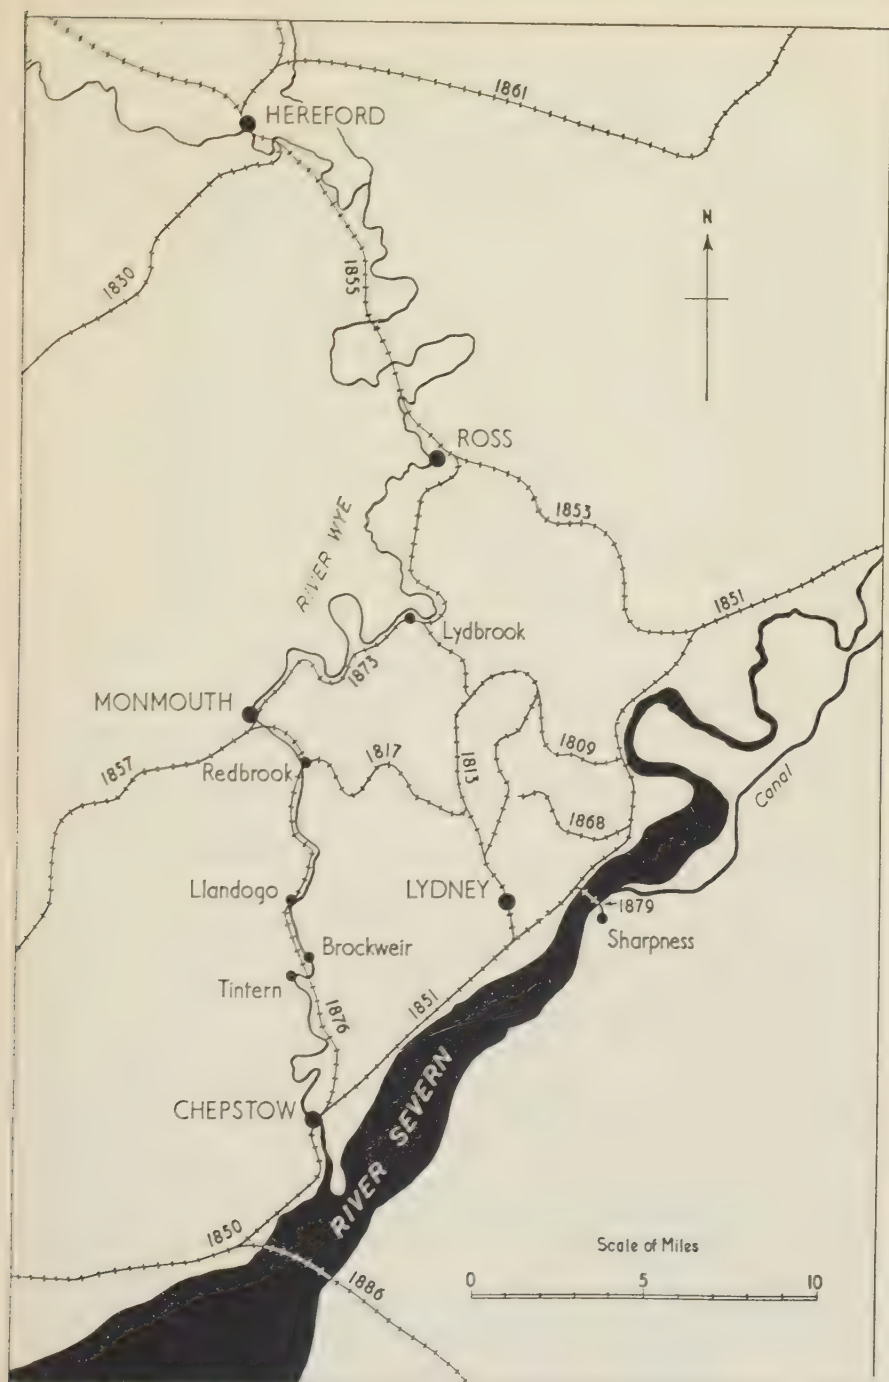 1861
HEREFORD
N
1830
1855
ROSS
1853
RIVER WYE
1851
Lydbrook
1873
MONMOUTH
1817
1813
1809
1857
Redbrook
Canal
1868
Llandogo
LYDNEY
1879
Sharpness
Brockweir
Tintern
1876
1851
CHEPSTOW
RIVER SEVERN
1850
1886
Scale of Miles
0 5 10